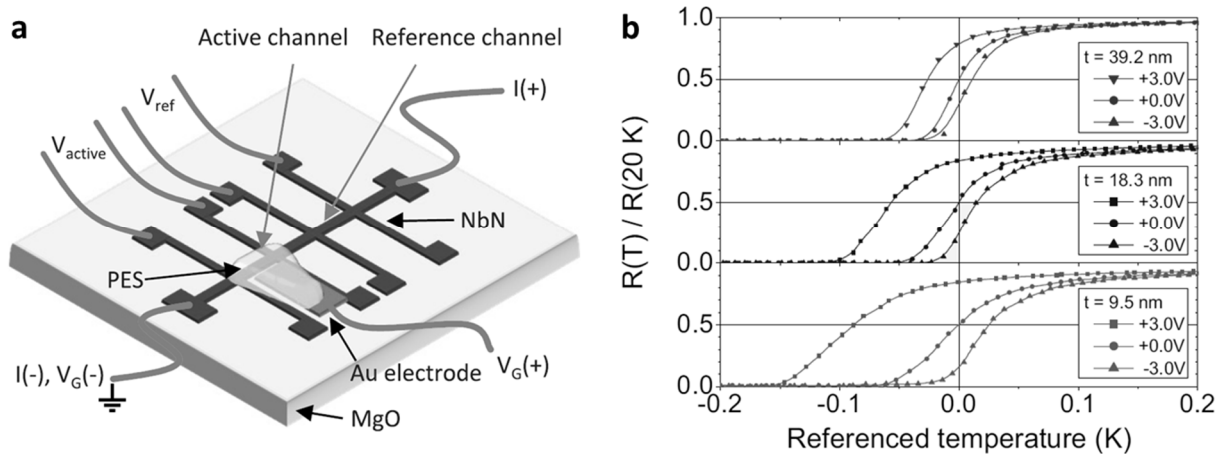 a
Active channel
Reference channel
V_ref
I(+)
V_active
NbN
PES
I(-), V_G(-)
Au electrode
V_G(+)
MgO
b
R(T) / R(20 K)
1.0
0.5
0.0
t = 39.2 nm
+3.0V
+0.0V
-3.0V
1.0
0.5
0.0
t = 18.3 nm
+3.0V
+0.0V
-3.0V
0.5
0.0
t = 9.5 nm
+3.0V
+0.0V
-3.0V
-0.2 -0.1 0.0 0.1 0.2
Referenced temperature (K)